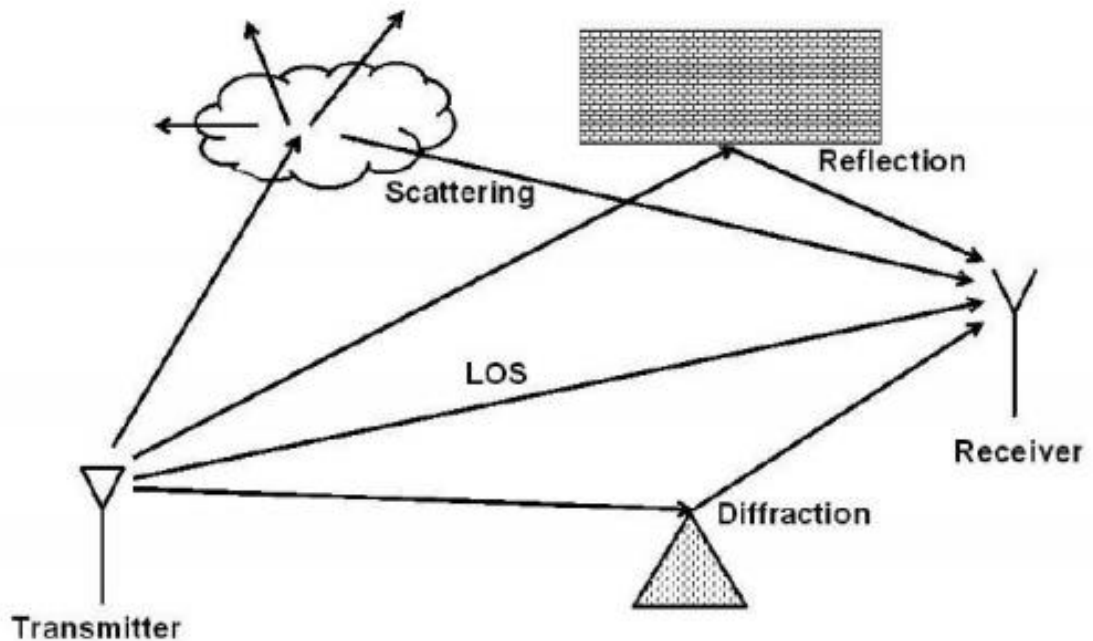 Reflection
Scattering
LOS
Receiver
Diffraction
Transmitter